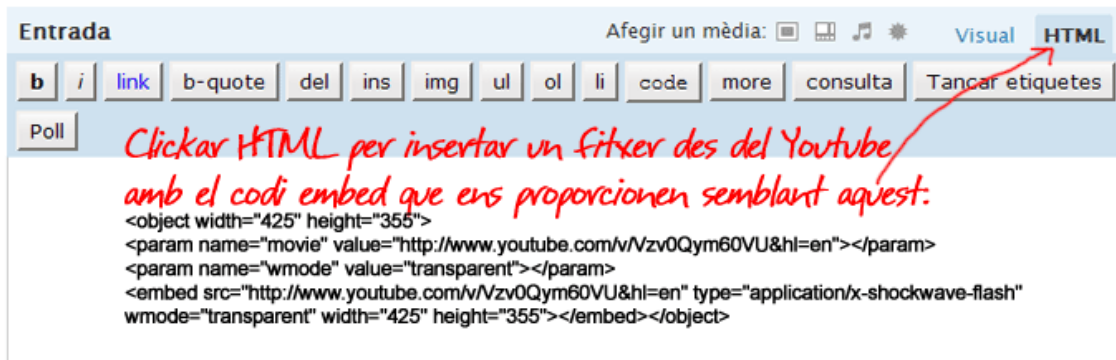 Entrada Afegir un mèdia: Visual HTML
b i link b-quote del ins img ul ol li code more consulta Tancar etiquetes
Poll
Clickar HTML per insertar un fitxer des del Youtube
amb el codi embed que ens proporcionen semblant aquest:
<object width="425" height="355">
<param name="movie" value="http://www.youtube.com/v/Vzv0Qym60VU&hl=en"></param>
<param name="wmode" value="transparent"></param>
<embed src="http://www.youtube.com/v/Vzv0Qym60VU&hl=en" type="application/x-shockwave-flash"
wmode="transparent" width="425" height="355"></embed></object>